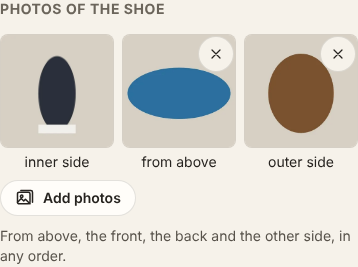 PHOTOS OF THE SHOE
inner side
from above
outer side
Add photos
From above, the front, the back and the other side, in
any order.